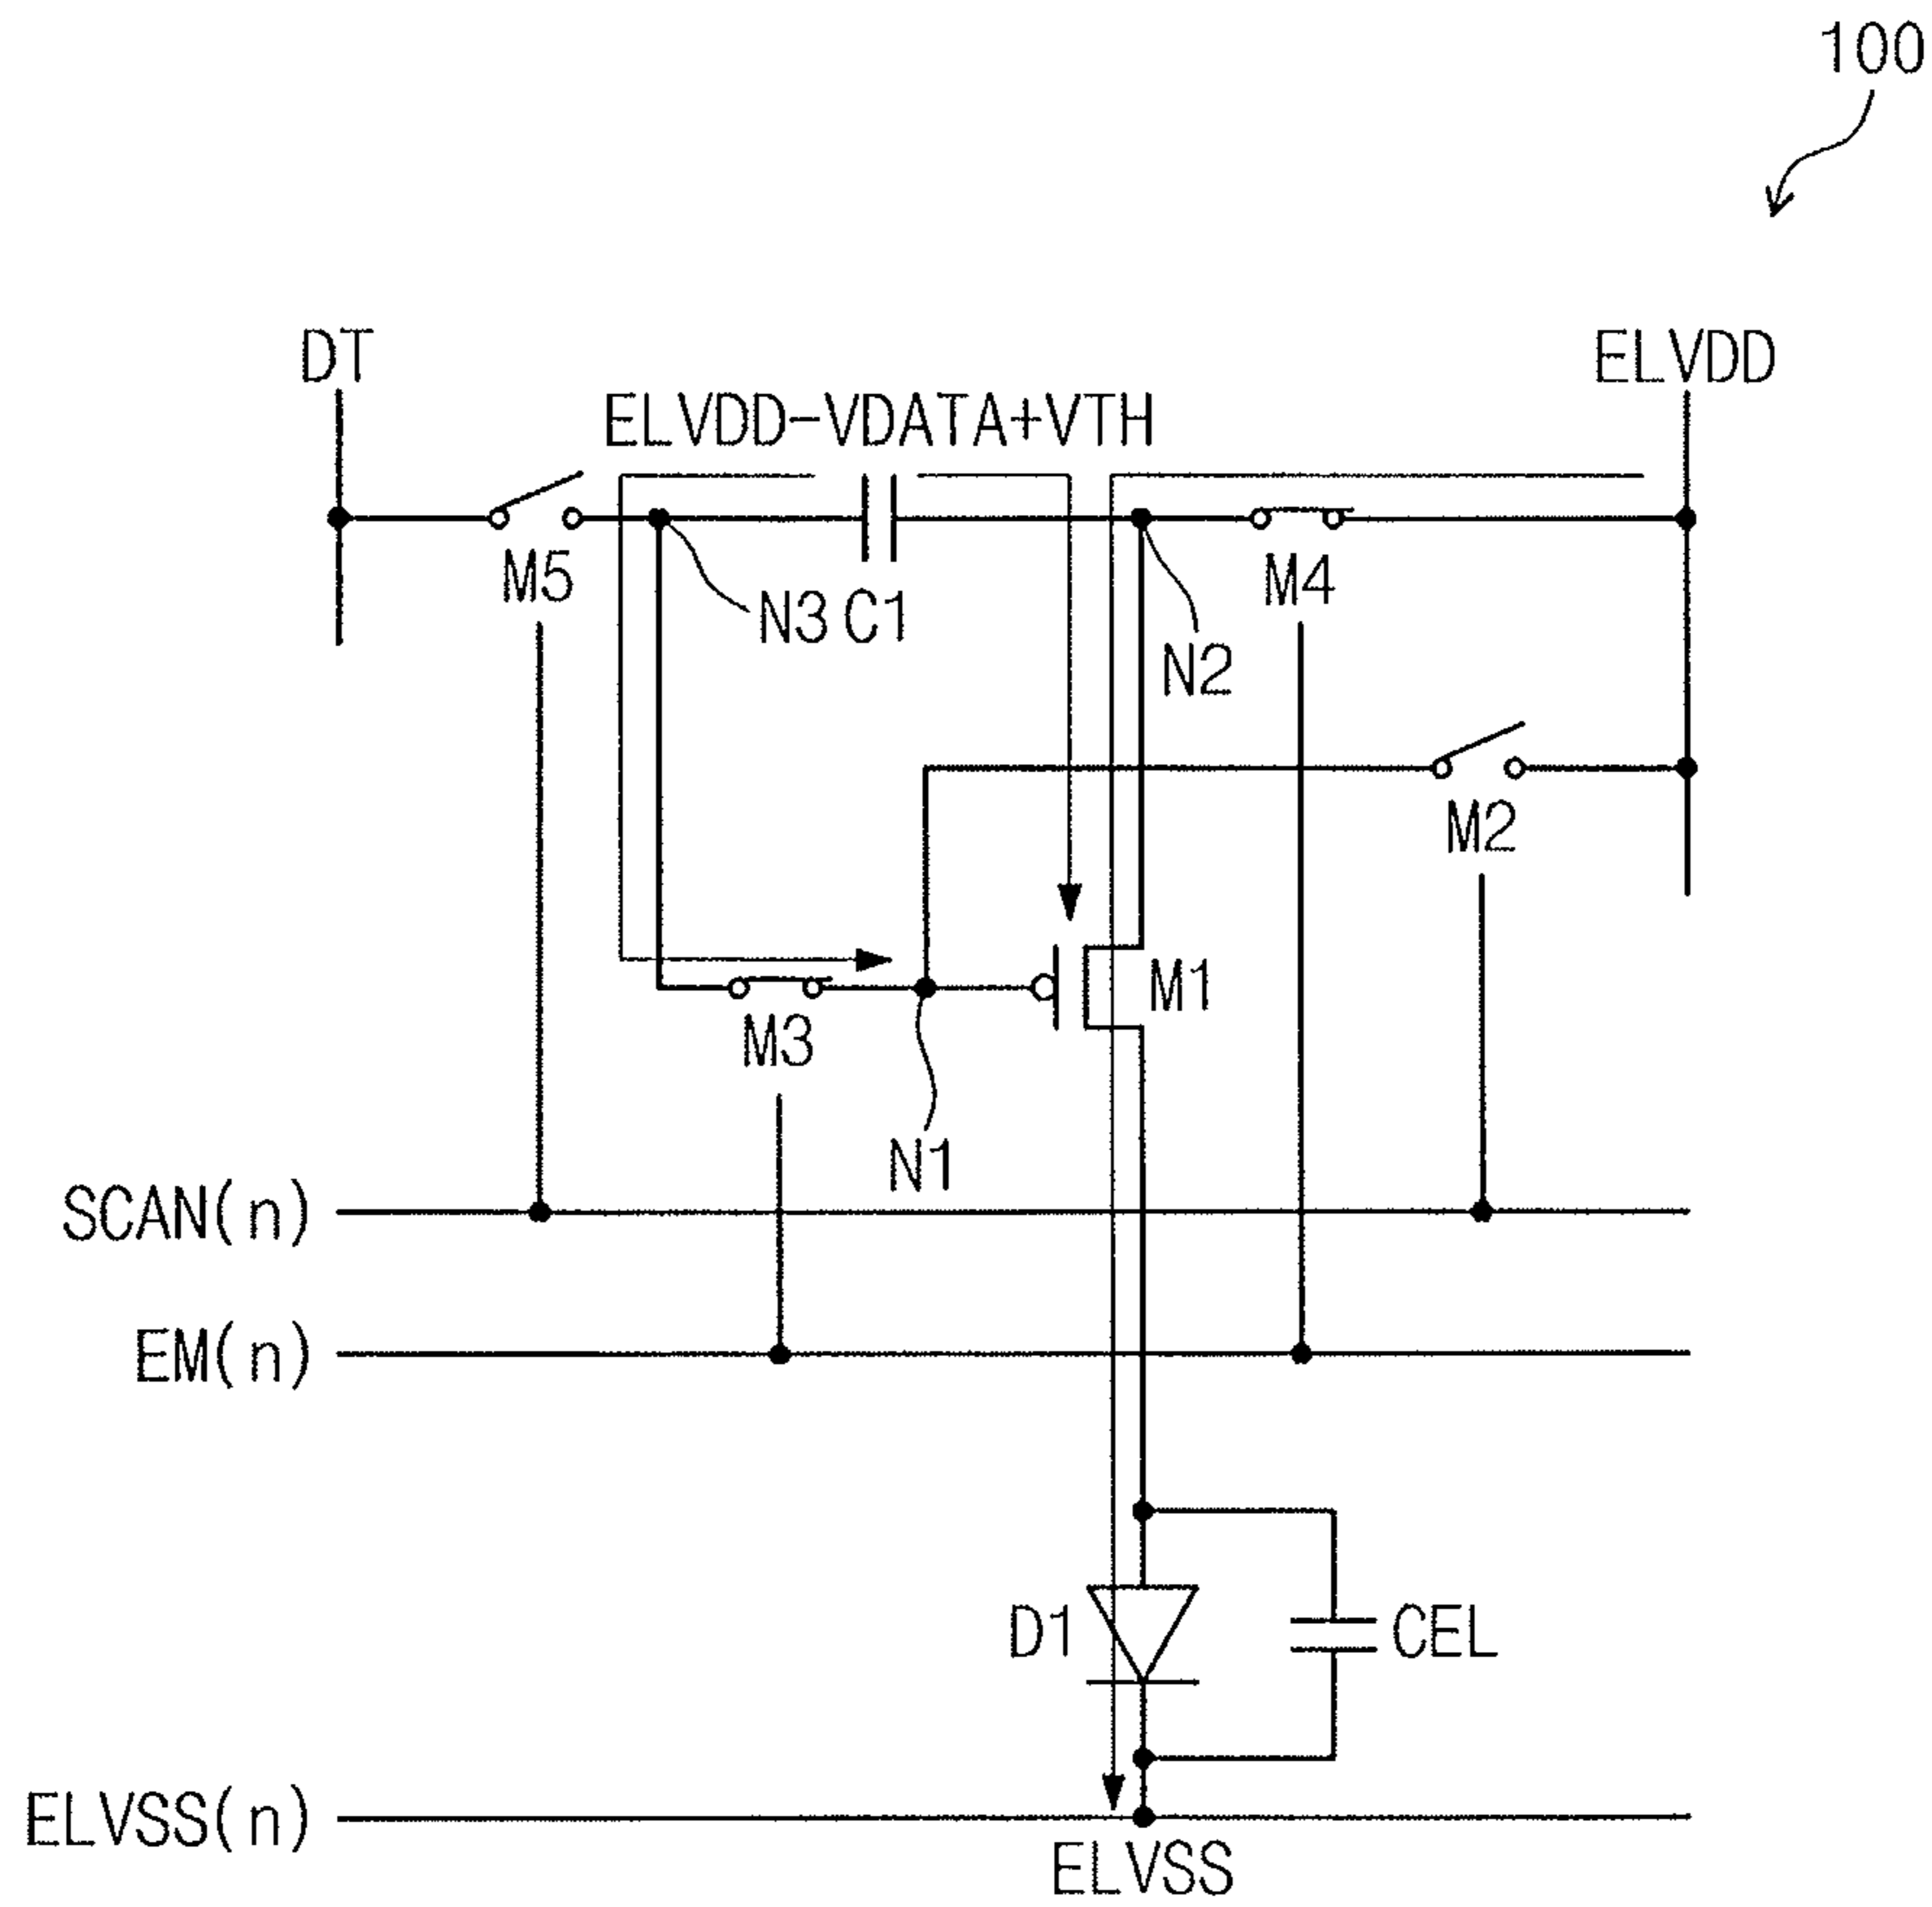 100
DT
ELVDD
ELVDD-VDATA+VTH
M5
N3
C1
M4
N2
M2
M1
M3
N1
SCAN(n)
EM(n)
D1
CEL
ELVSS(n)
ELVSS